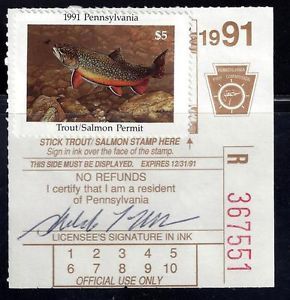 1991 Pennsylvania
$5
Trout/Salmon Permit
1991
PENNSYLVANIA
STICK TROUT/ SALMON STAMP HERE
Sign in ink over the face of the stamp.
THIS SIDE MUST BE DISPLAYED. EXPIRES 12/31/91
NO REFUNDS
I certify that I am a resident
of Pennsylvania
LICENSEE'S SIGNATURE IN INK
1 2 3 4 5
6 7 8 9 10
OFFICIAL USE ONLY
R 367551